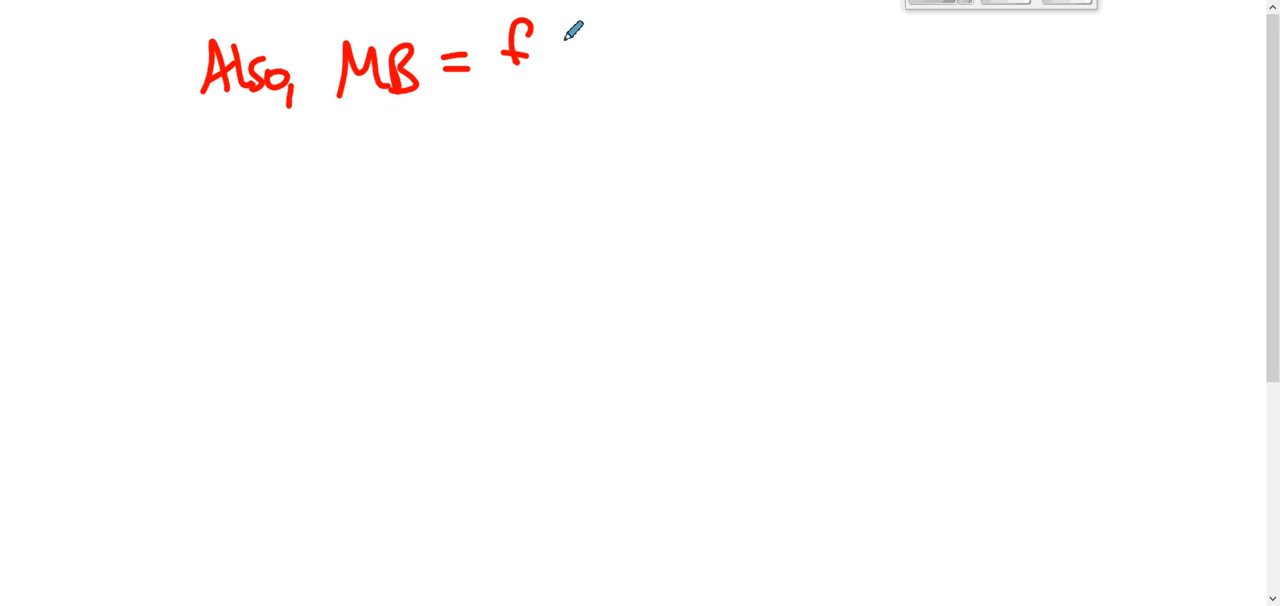 Also, MB = f